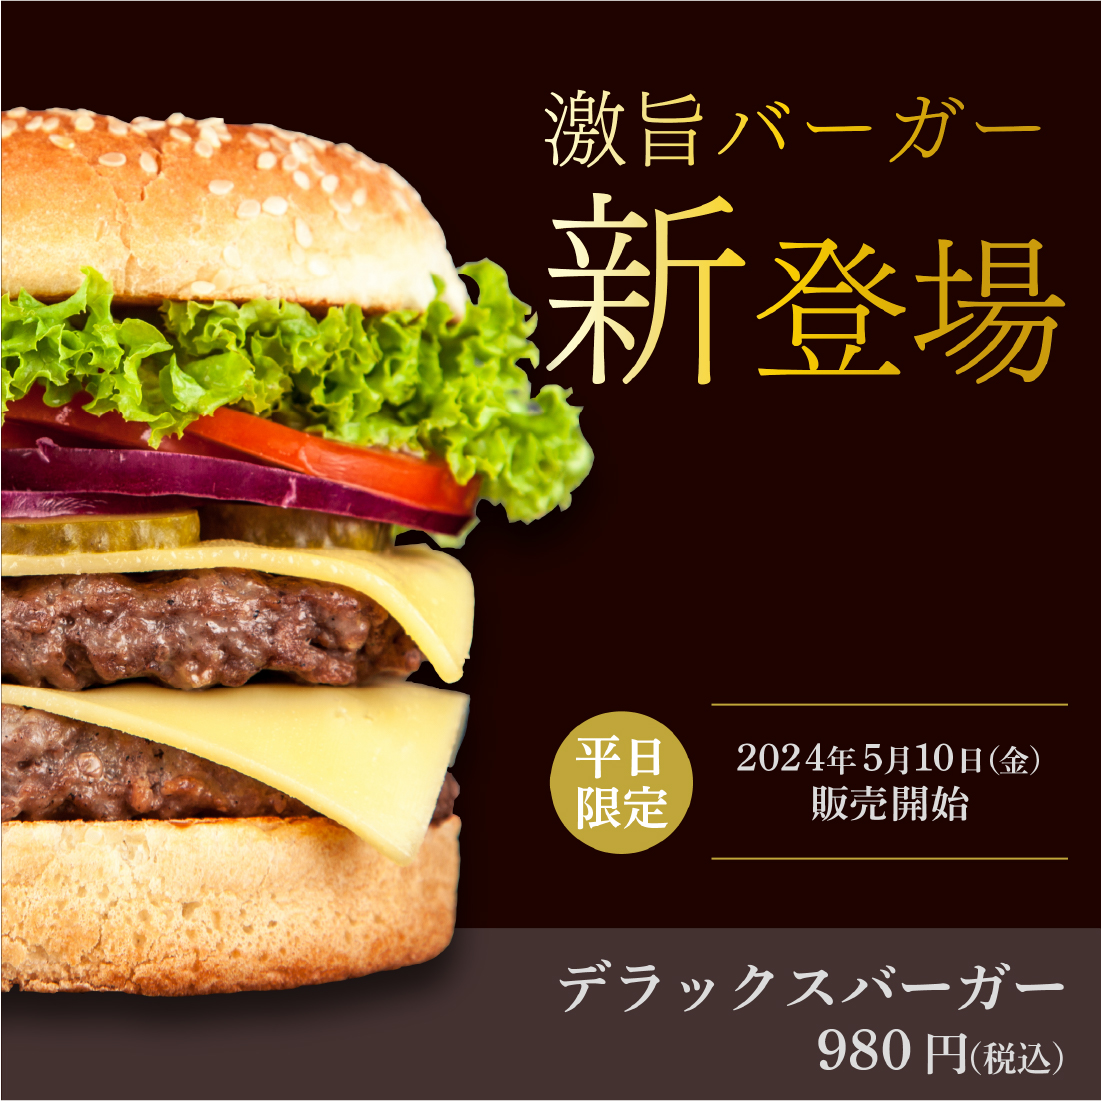 激旨バーガー
新登場
平日
限定
2024年5月10日(金)
販売開始
デラックスバーガー
980円(税込)